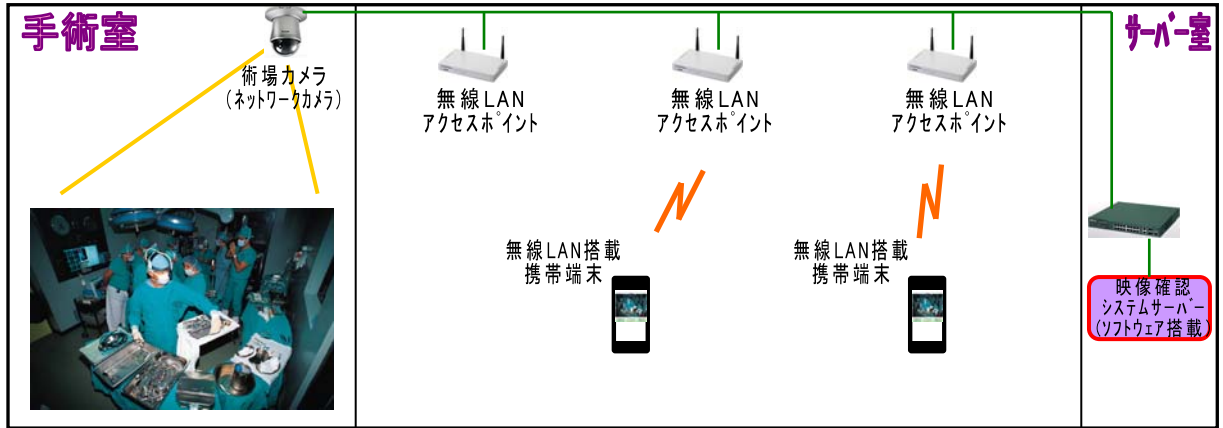 手術室
術場カメラ
(ネットワークカメラ)
無線LAN
アクセスポイント
無線LAN
アクセスポイント
無線LAN
アクセスポイント
サーバー室
無線LAN搭載
携帯端末
無線LAN搭載
携帯端末
映像確認
システムサーバー
(ソフトウェア搭載)